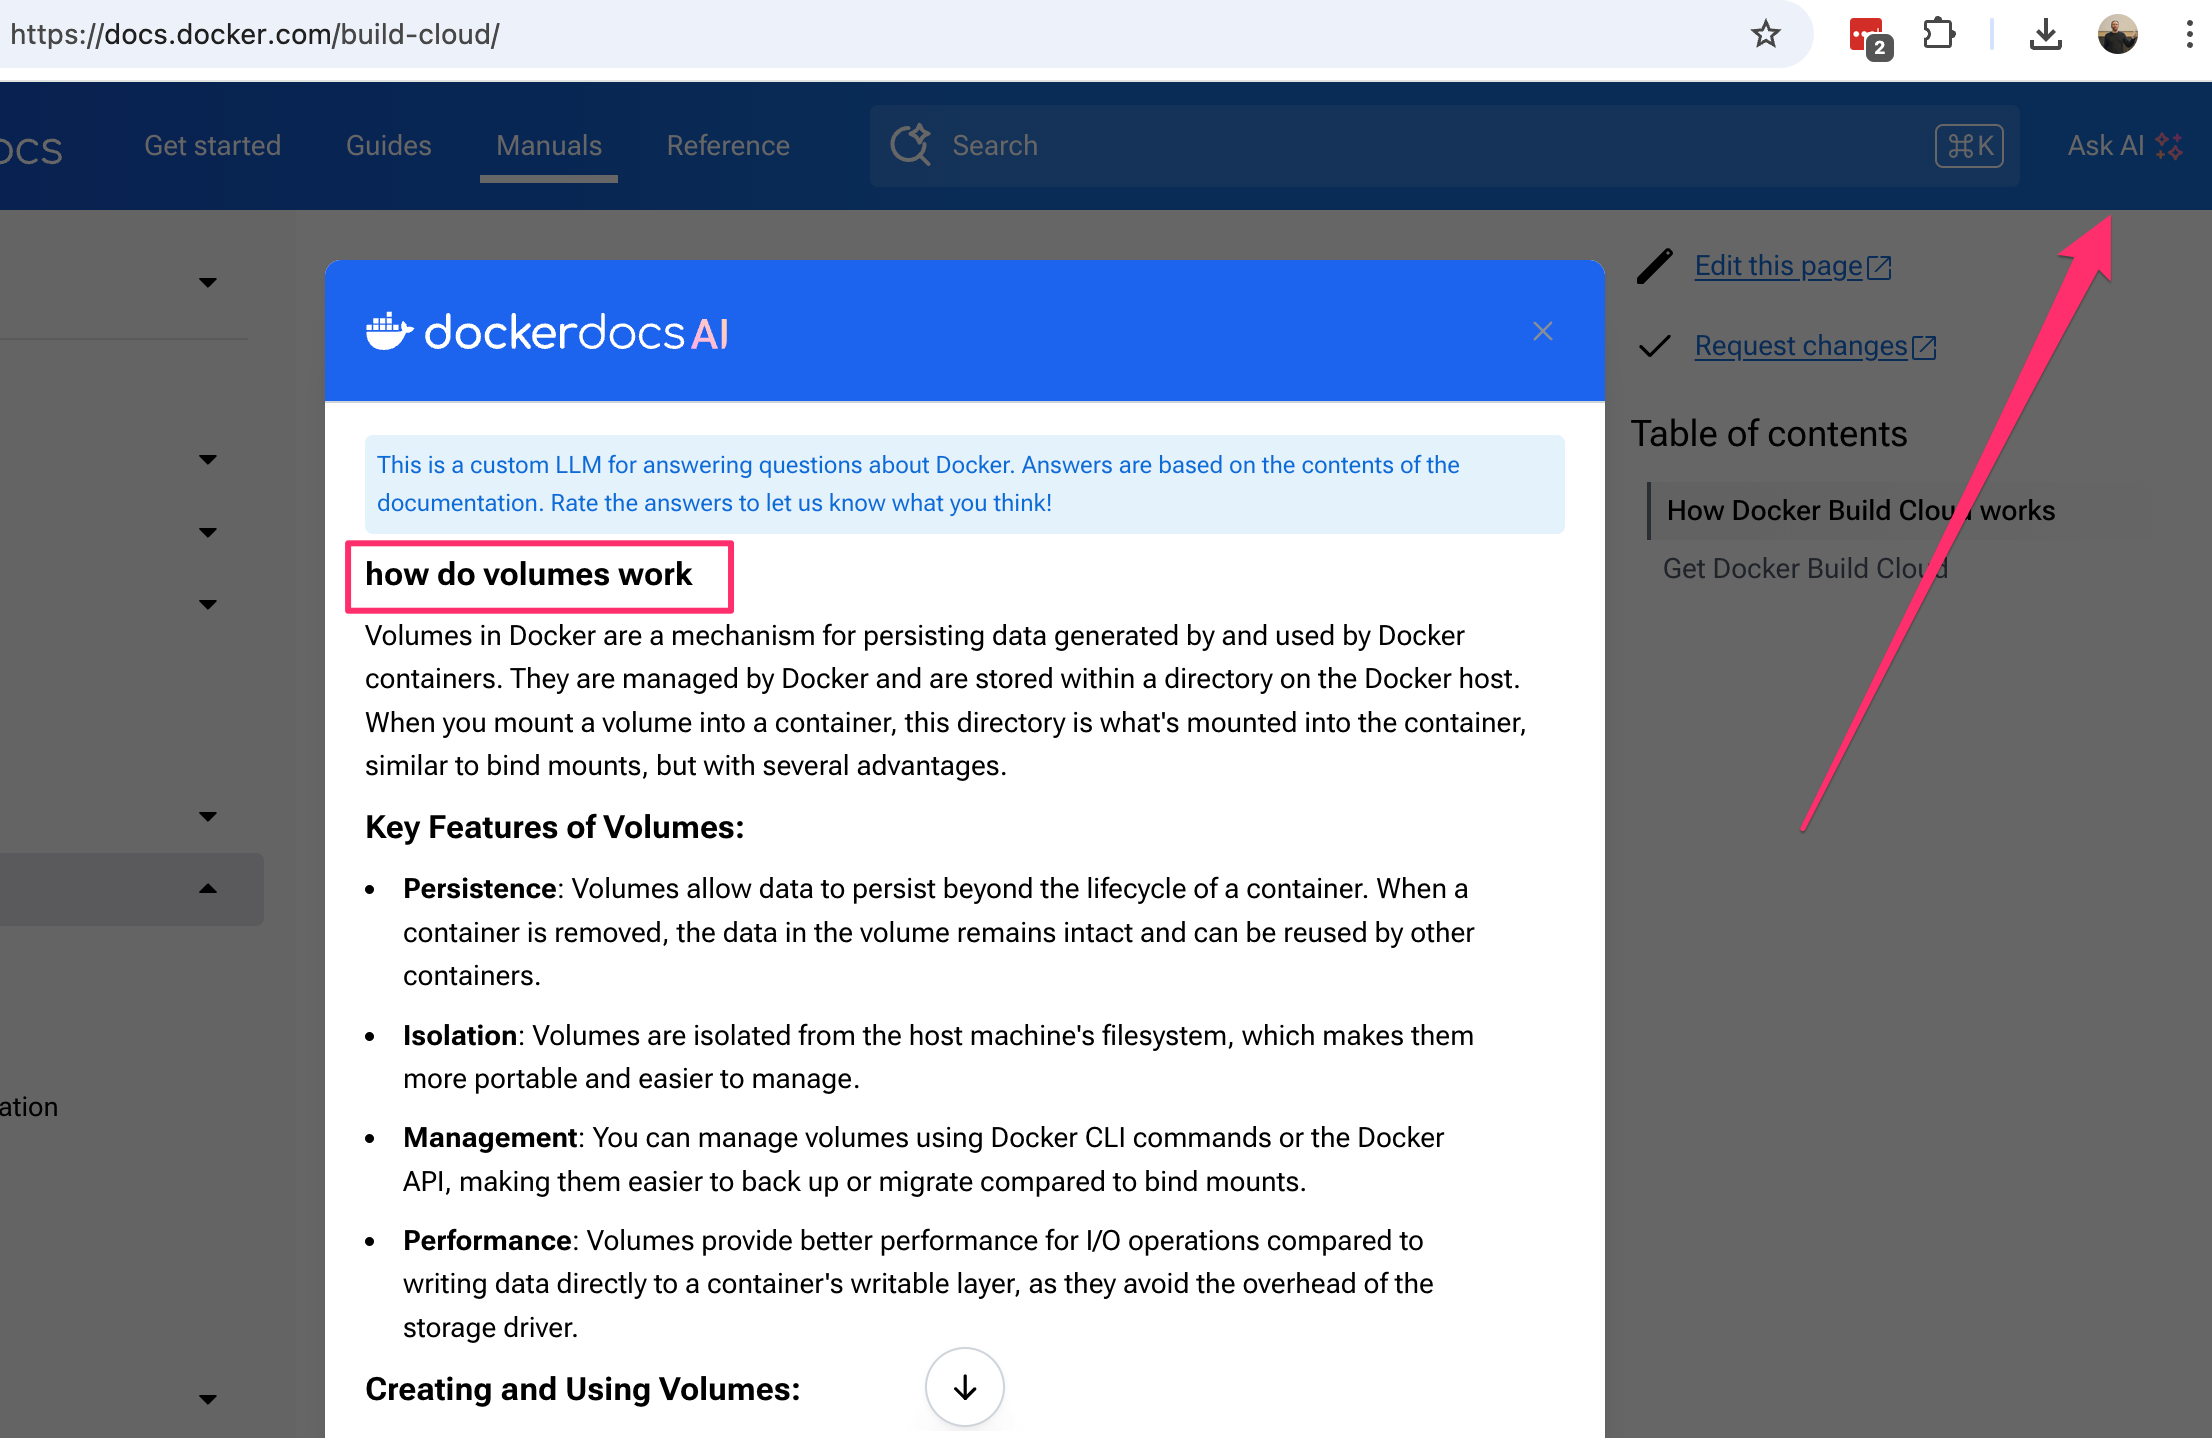 https://docs.docker.com/build-cloud/
2
ocs
Get started
Guides
Manuals
Reference
Search
⌘K
Ask AI
Edit this page
Request changes
Table of contents
How Docker Build Cloud works
Get Docker Build Cloud
ation
dockerdocs AI
This is a custom LLM for answering questions about Docker. Answers are based on the contents of the
documentation. Rate the answers to let us know what you think!
how do volumes work
Volumes in Docker are a mechanism for persisting data generated by and used by Docker
containers. They are managed by Docker and are stored within a directory on the Docker host.
When you mount a volume into a container, this directory is what's mounted into the container,
similar to bind mounts, but with several advantages.
Key Features of Volumes:
• Persistence: Volumes allow data to persist beyond the lifecycle of a container. When a
container is removed, the data in the volume remains intact and can be reused by other
containers.
• Isolation: Volumes are isolated from the host machine's filesystem, which makes them
more portable and easier to manage.
• Management: You can manage volumes using Docker CLI commands or the Docker
API, making them easier to back up or migrate compared to bind mounts.
• Performance: Volumes provide better performance for I/O operations compared to
writing data directly to a container's writable layer, as they avoid the overhead of the
storage driver.
Creating and Using Volumes: